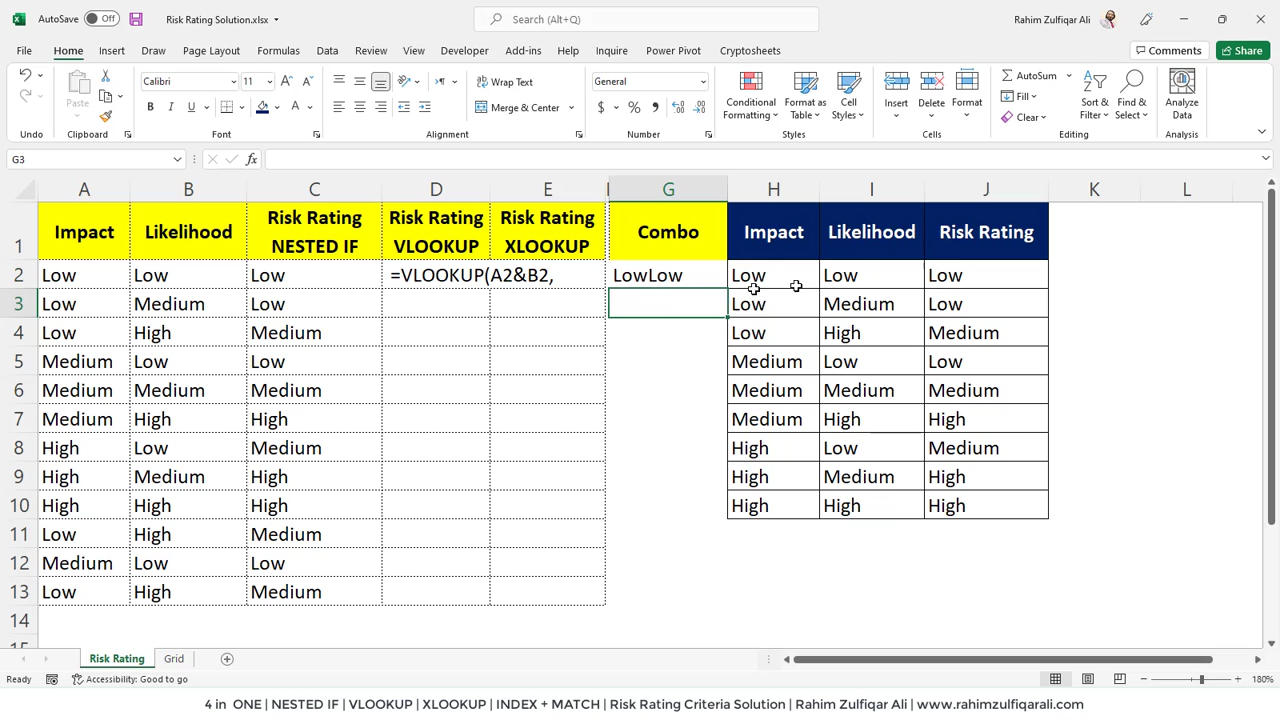 AutoSave Off Risk Rating Solution.xlsx Search (Alt+Q) Rahim Zulfiqar Ali
File Home Insert Draw Page Layout Formulas Data Review View Developer Add-ins Help Inquire Power Pivot Cryptosheets Comments Share
Paste Calibri 11 Wrap Text General Conditional Formatting Format as Table Cell Styles Insert Delete Format AutoSum Sort & Filter Find & Select Analyze Data
B I U A Merge & Center $ % , Fill Clear
Undo Clipboard Font Alignment Number Styles Cells Editing Analysis
G3 fx
A B C D E G H I J K L
1 Impact Likelihood Risk Rating NESTED IF Risk Rating VLOOKUP Risk Rating XLOOKUP Combo Impact Likelihood Risk Rating
2 Low Low Low =VLOOKUP(A2&B2, LowLow Low Low Low
3 Low Medium Low Low Medium Low
4 Low High Medium Low High Medium
5 Medium Low Low Medium Low Low
6 Medium Medium Medium Medium Medium Medium
7 Medium High High Medium High High
8 High Low Medium High Low Medium
9 High Medium High High Medium High
10 High High High High High High
11 Low High Medium
12 Medium Low Low
13 Low High Medium
14
15
Risk Rating Grid
Ready Accessibility: Good to go 180%
4 in ONE | NESTED IF | VLOOKUP | XLOOKUP | INDEX + MATCH | Risk Rating Criteria Solution | Rahim Zulfiqar Ali | www.rahimzulfiqarali.com